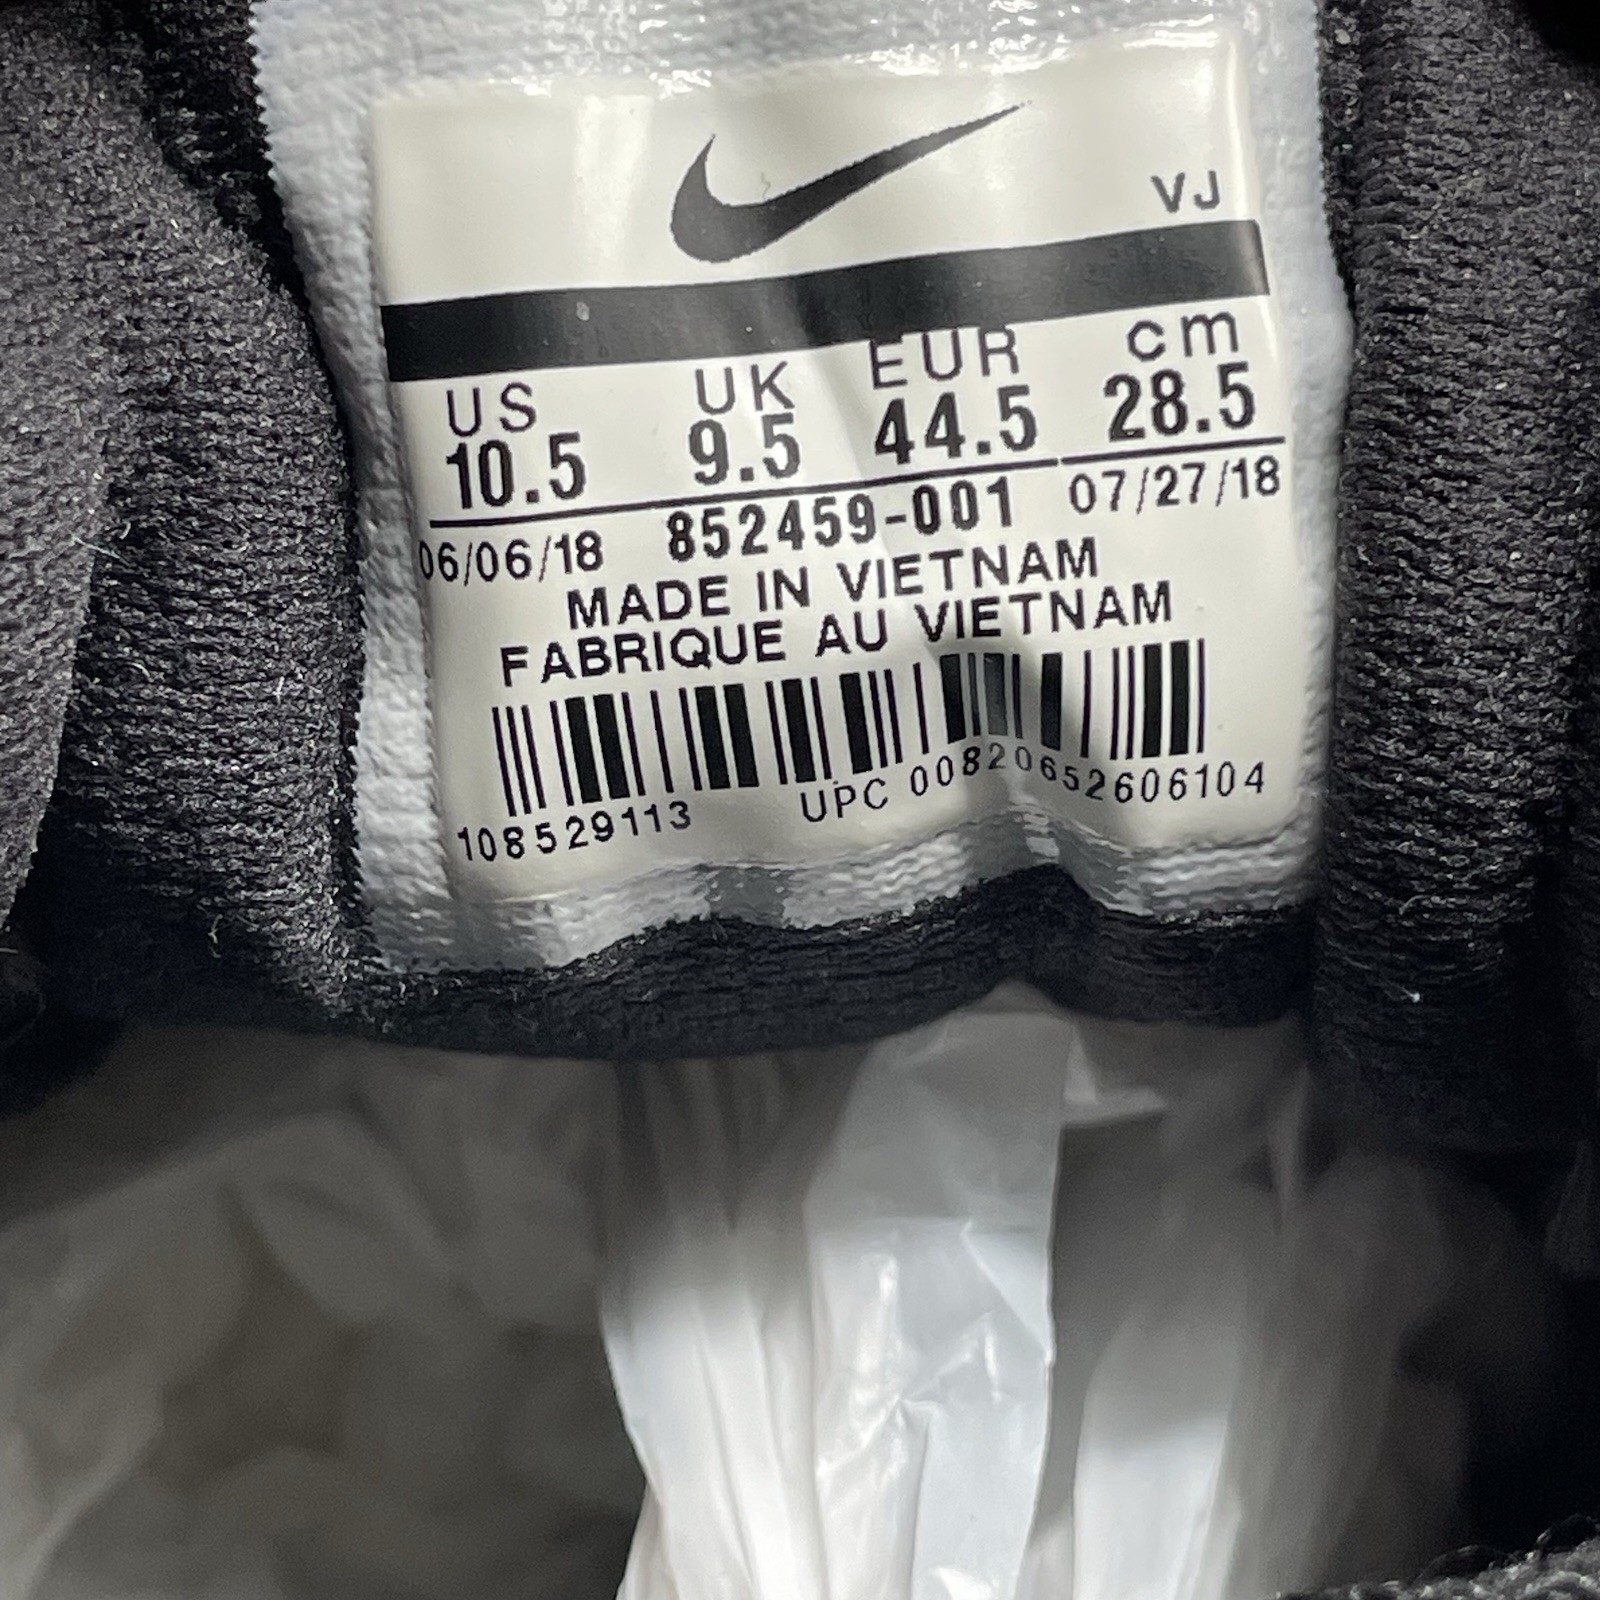 VJ
US UK EUR cm
10.5 9.5 44.5 28.5
06/06/18 852459-001 07/27/18
MADE IN VIETNAM
FABRIQUE AU VIETNAM
108529113 UPC 00820652606104